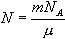 N = mN_A / μ